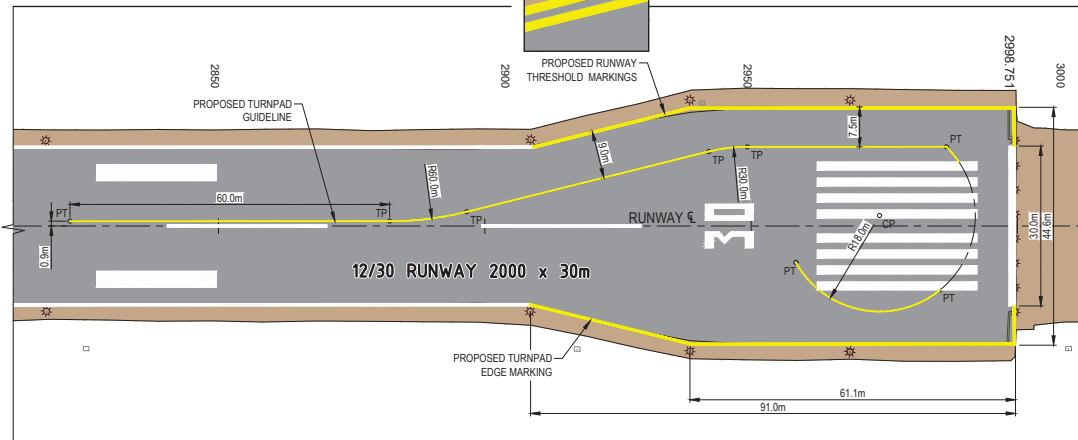 PROPOSED RUNWAY
THRESHOLD MARKINGS
2850
2900
2950
2998.751
3000
PROPOSED TURNPAD
GUIDELINE
9.0m
7.5m
TP
TP
PT
R60.0m
R30.0m
60.0m
PT
TP
TP
RUNWAY ℄
30
CP
R18.0m
30.0m
44.6m
0.9m
12/30 RUNWAY 2000 x 30m
PT
PT
PROPOSED TURNPAD
EDGE MARKING
61.1m
91.0m